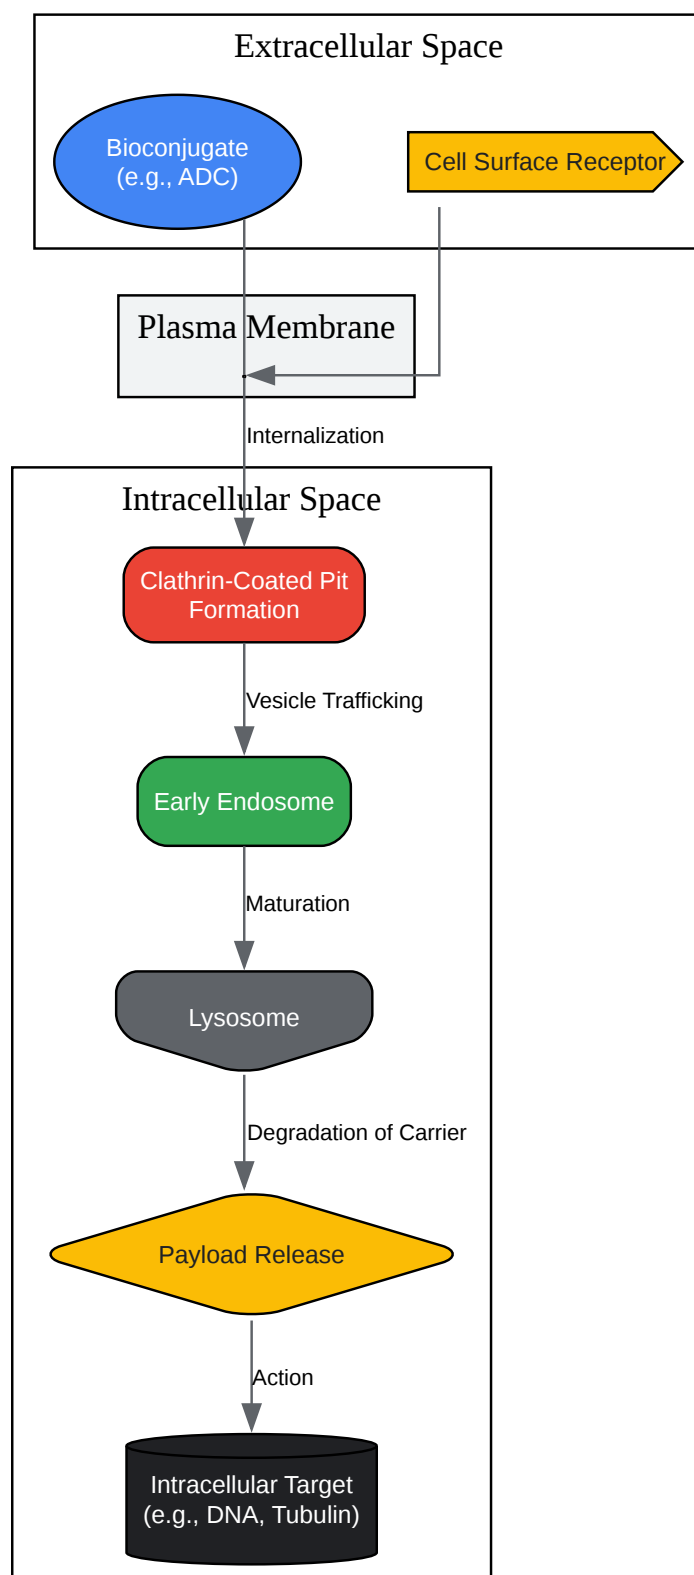 Extracellular Space
Bioconjugate
(e.g., ADC)
Cell Surface Receptor
Plasma Membrane
Internalization
Intracellular Space
Clathrin-Coated Pit
Formation
Vesicle Trafficking
Early Endosome
Maturation
Lysosome
Degradation of Carrier
Payload Release
Action
Intracellular Target
(e.g., DNA, Tubulin)